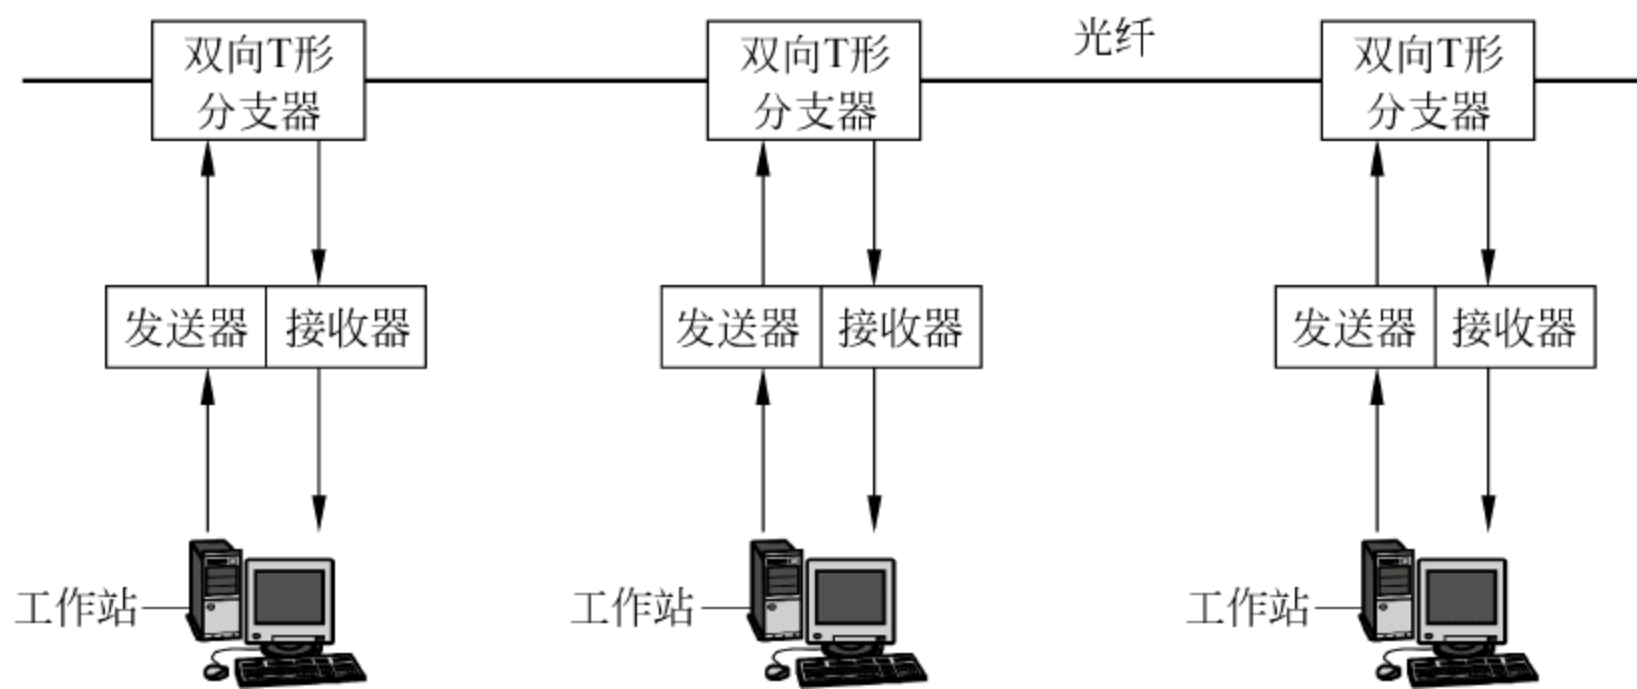 双向T形
分支器
双向T形
分支器
光纤
双向T形
分支器
发送器
接收器
发送器
接收器
发送器
接收器
工作站
工作站
工作站